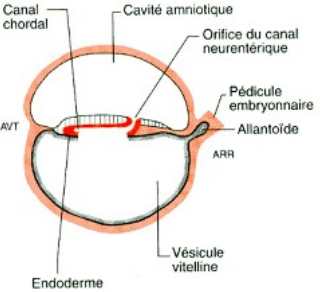 Canal
chordal
Cavité amniotique
Orifice du canal
neurentérique
Pédicule
embryonnaire
Allantoïde
AVT
ARR
Vésicule
vitelline
Endoderme